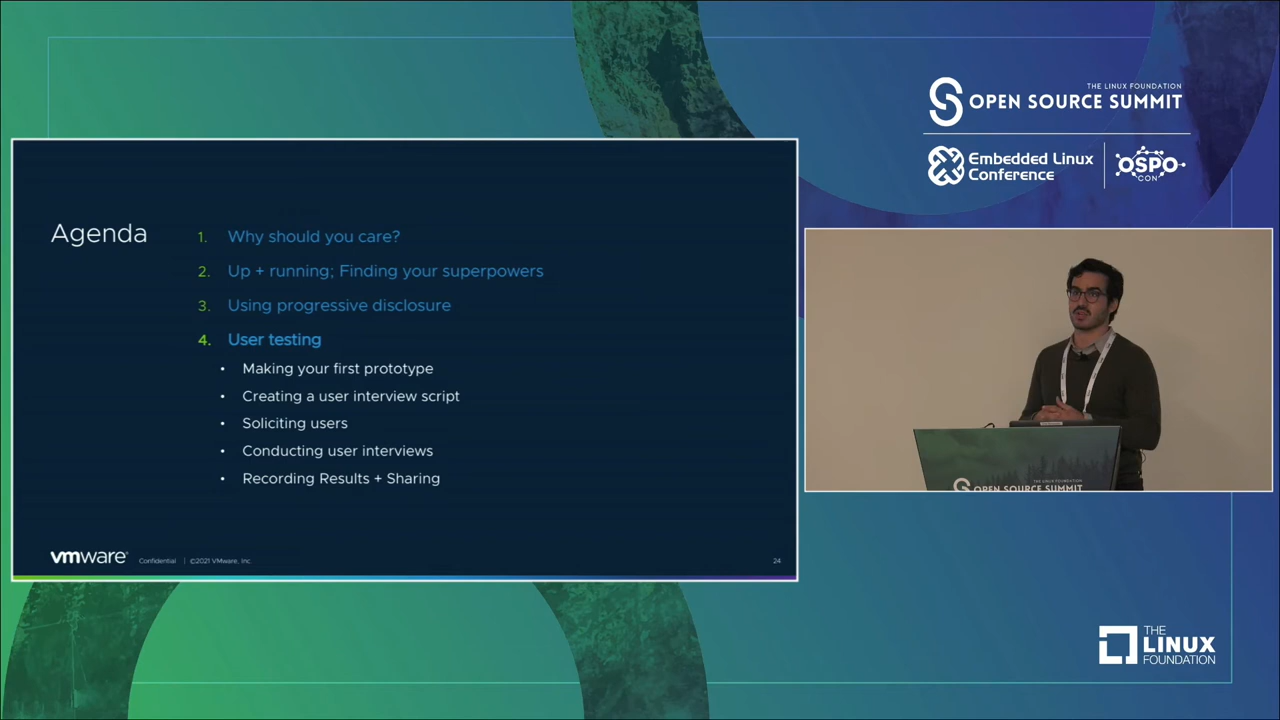 THE LINUX FOUNDATION
OPEN SOURCE SUMMIT
Embedded Linux
Conference
OSPO
CON
Agenda
1. Why should you care?
2. Up + running; Finding your superpowers
3. Using progressive disclosure
4. User testing
• Making your first prototype
• Creating a user interview script
• Soliciting users
• Conducting user interviews
• Recording Results + Sharing
vmware®
Confidential | ©2021 VMware, Inc.
24
THE LINUX FOUNDATION
OPEN SOURCE SUMMIT
THE
LINUX
FOUNDATION